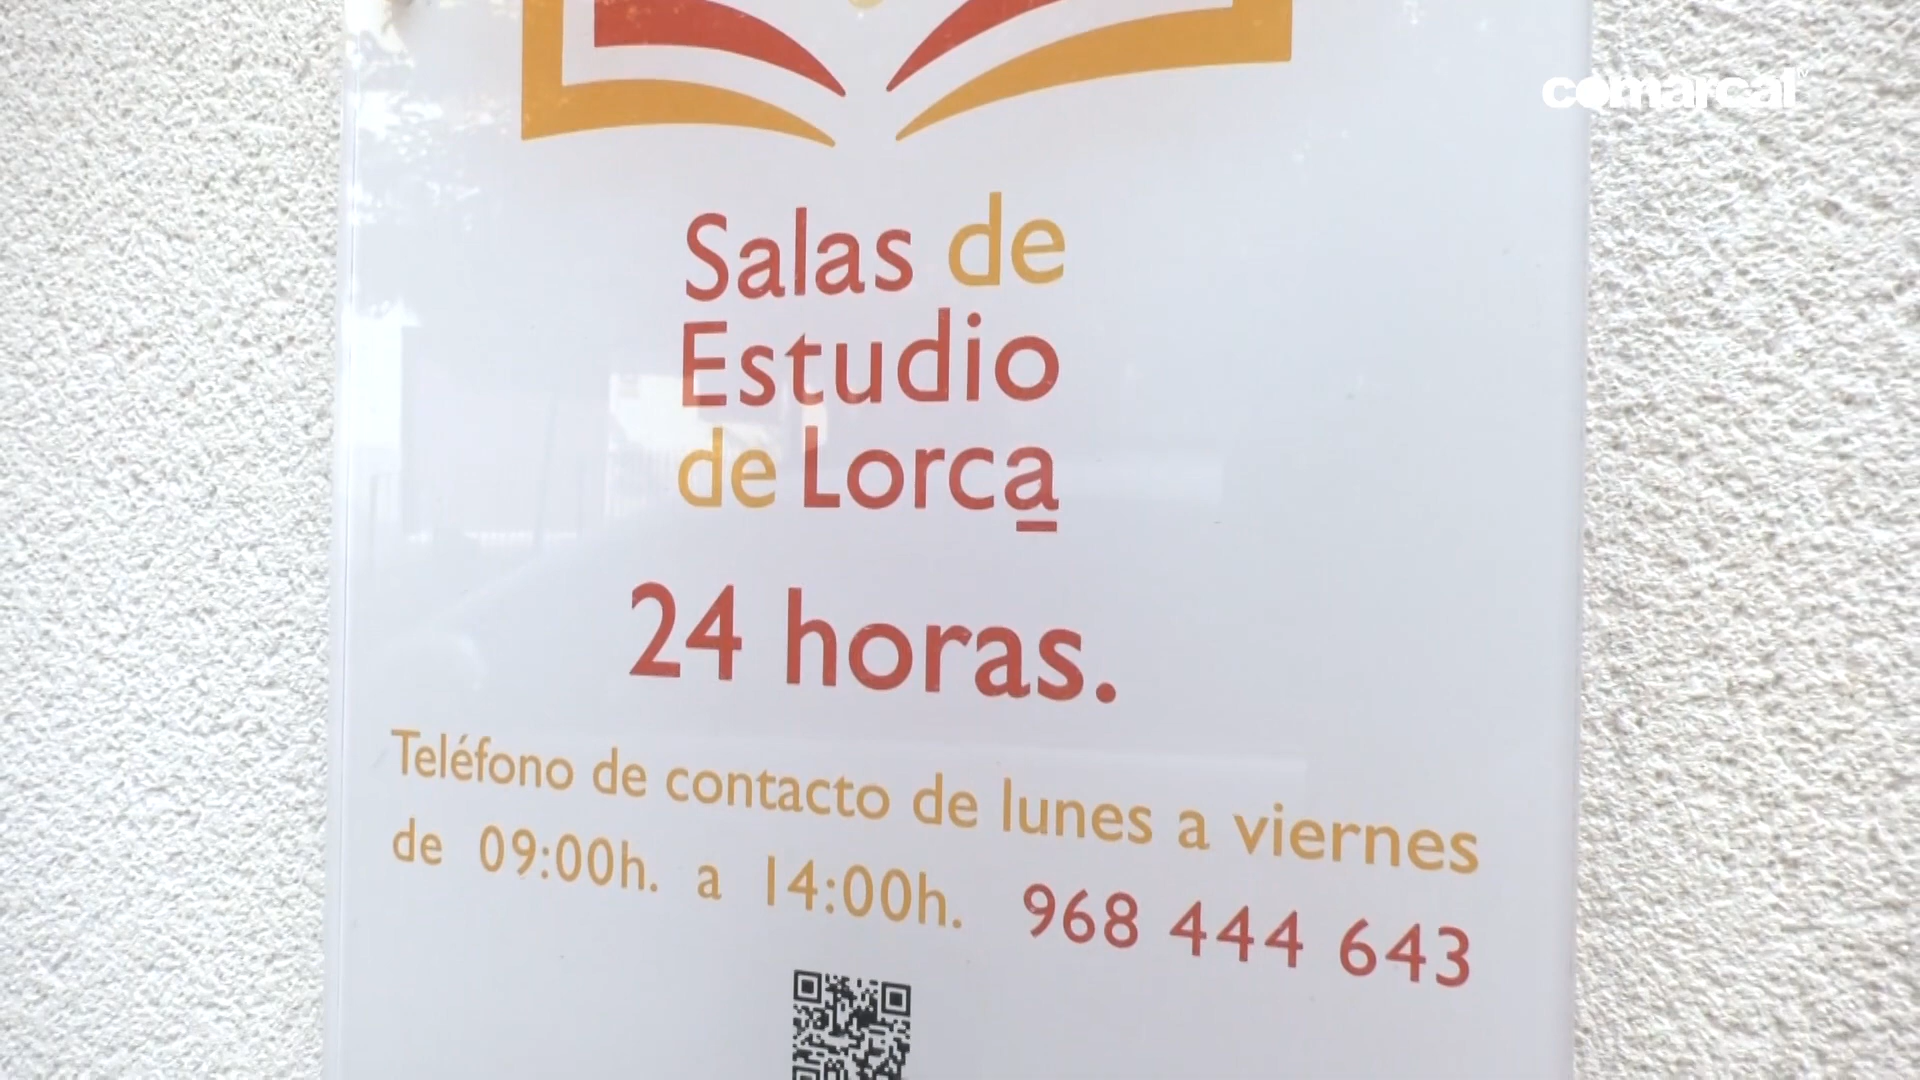 comarcal TV
Salas de
Estudio
de Lorca
24 horas.
Teléfono de contacto de lunes a viernes
de 09:00h. a 14:00h. 968 444 643